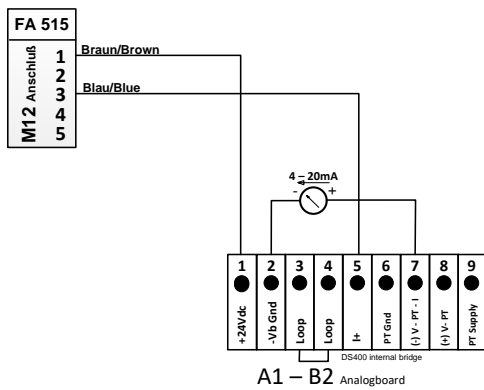 FA 515
M12 Anschluß
1
2
3
4
5
Braun/Brown
Blau/Blue
4 – 20mA
- +
1 2 3 4 5 6 7 8 9
+24Vdc
-Vb Gnd
Loop
Loop
I+
PT Gnd
(-) V - PT - I
(+) V- PT
PT Supply
DS400 internal bridge
A1 – B2 Analogboard